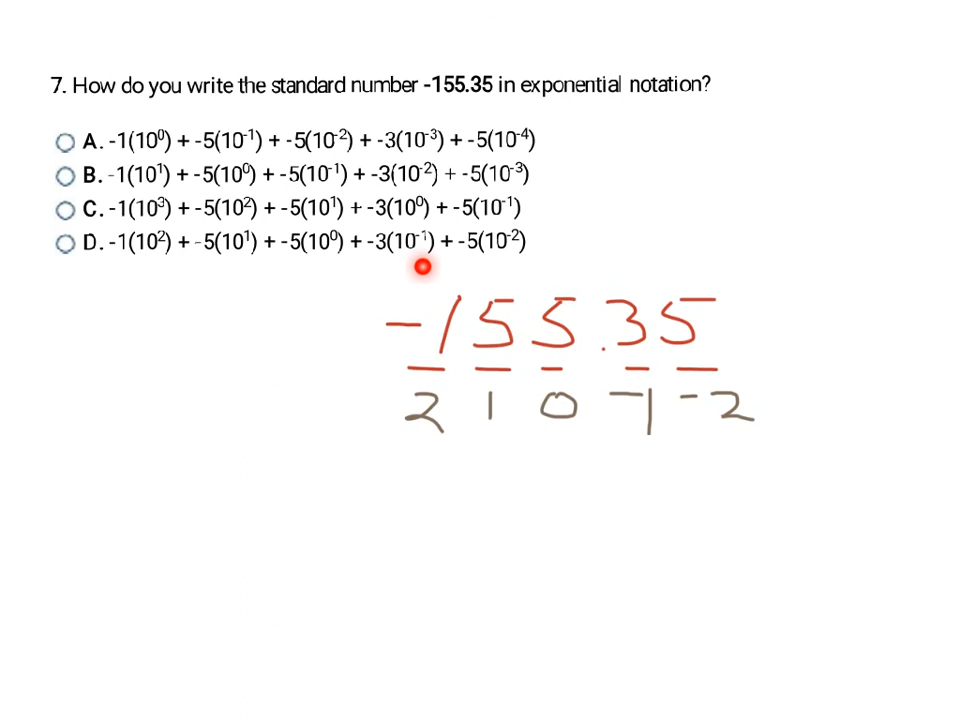 7. How do you write the standard number -155.35 in exponential notation?
A. -1(10⁰) + -5(10⁻¹) + -5(10⁻²) + -3(10⁻³) + -5(10⁻⁴)
B. -1(10¹) + -5(10⁰) + -5(10⁻¹) + -3(10⁻²) + -5(10⁻³)
C. -1(10³) + -5(10²) + -5(10¹) + -3(10⁰) + -5(10⁻¹)
D. -1(10²) + -5(10¹) + -5(10⁰) + -3(10⁻¹) + -5(10⁻²)
-155.35
2 1 0 -1 -2